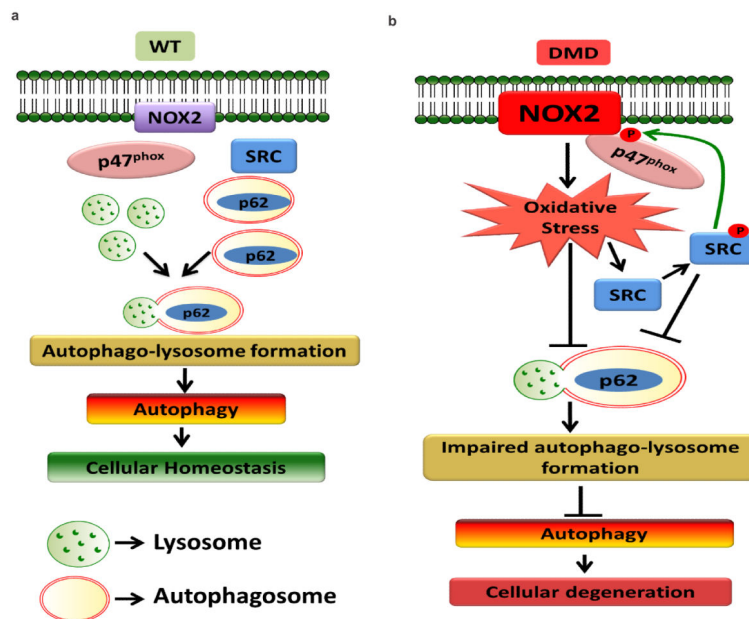 a
WT
NOX2
p47phox
SRC
p62
p62
p62
Autophago-lysosome formation
Autophagy
Cellular Homeostasis
Lysosome
Autophagosome
b
DMD
NOX2
P
p47phox
Oxidative
Stress
P
SRC
SRC
p62
Impaired autophago-lysosome
formation
Autophagy
Cellular degeneration